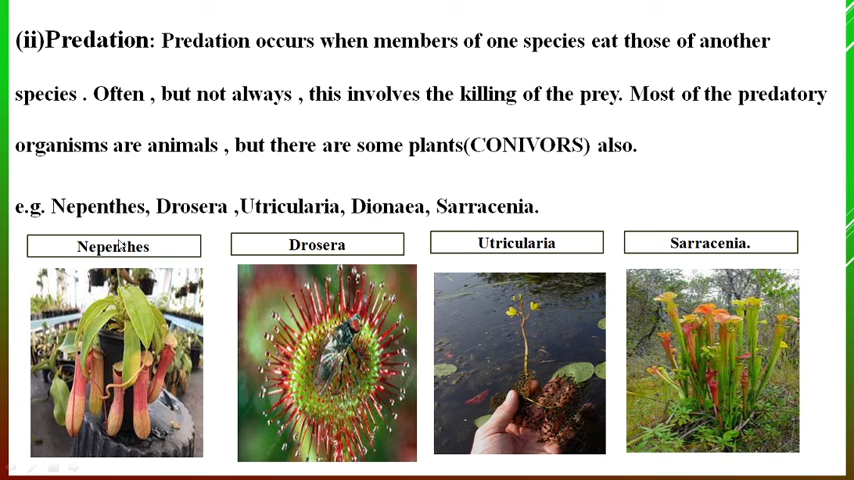 (ii)Predation: Predation occurs when members of one species eat those of another
species . Often , but not always , this involves the killing of the prey. Most of the predatory
organisms are animals , but there are some plants(CONIVORS) also.
e.g. Nepenthes, Drosera ,Utricularia, Dionaea, Sarracenia.
Nepenthes
Drosera
Utricularia
Sarracenia.